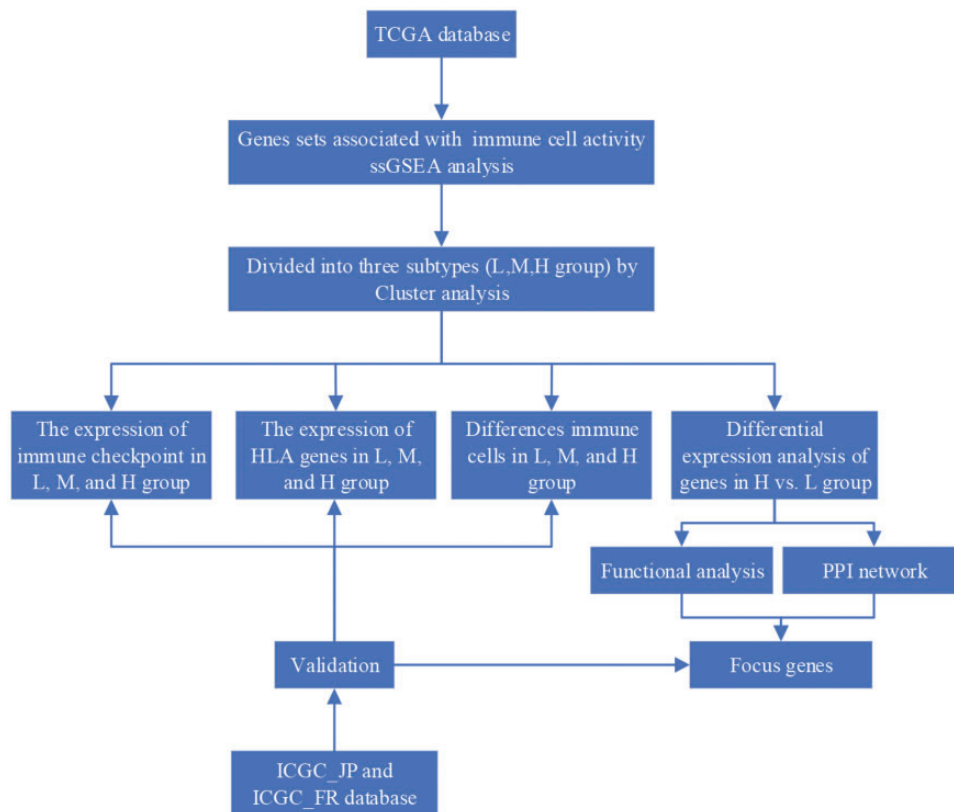 TCGA database
Genes sets associated with immune cell activity
ssGSEA analysis
Divided into three subtypes (L,M,H group) by
Cluster analysis
The expression of
immune checkpoint in
L, M, and H group
The expression of
HLA genes in L, M,
and H group
Differences immune
cells in L, M, and H
group
Differential
expression analysis of
genes in H vs. L group
Functional analysis
PPI network
Validation
Focus genes
ICGC_JP and
ICGC_FR database